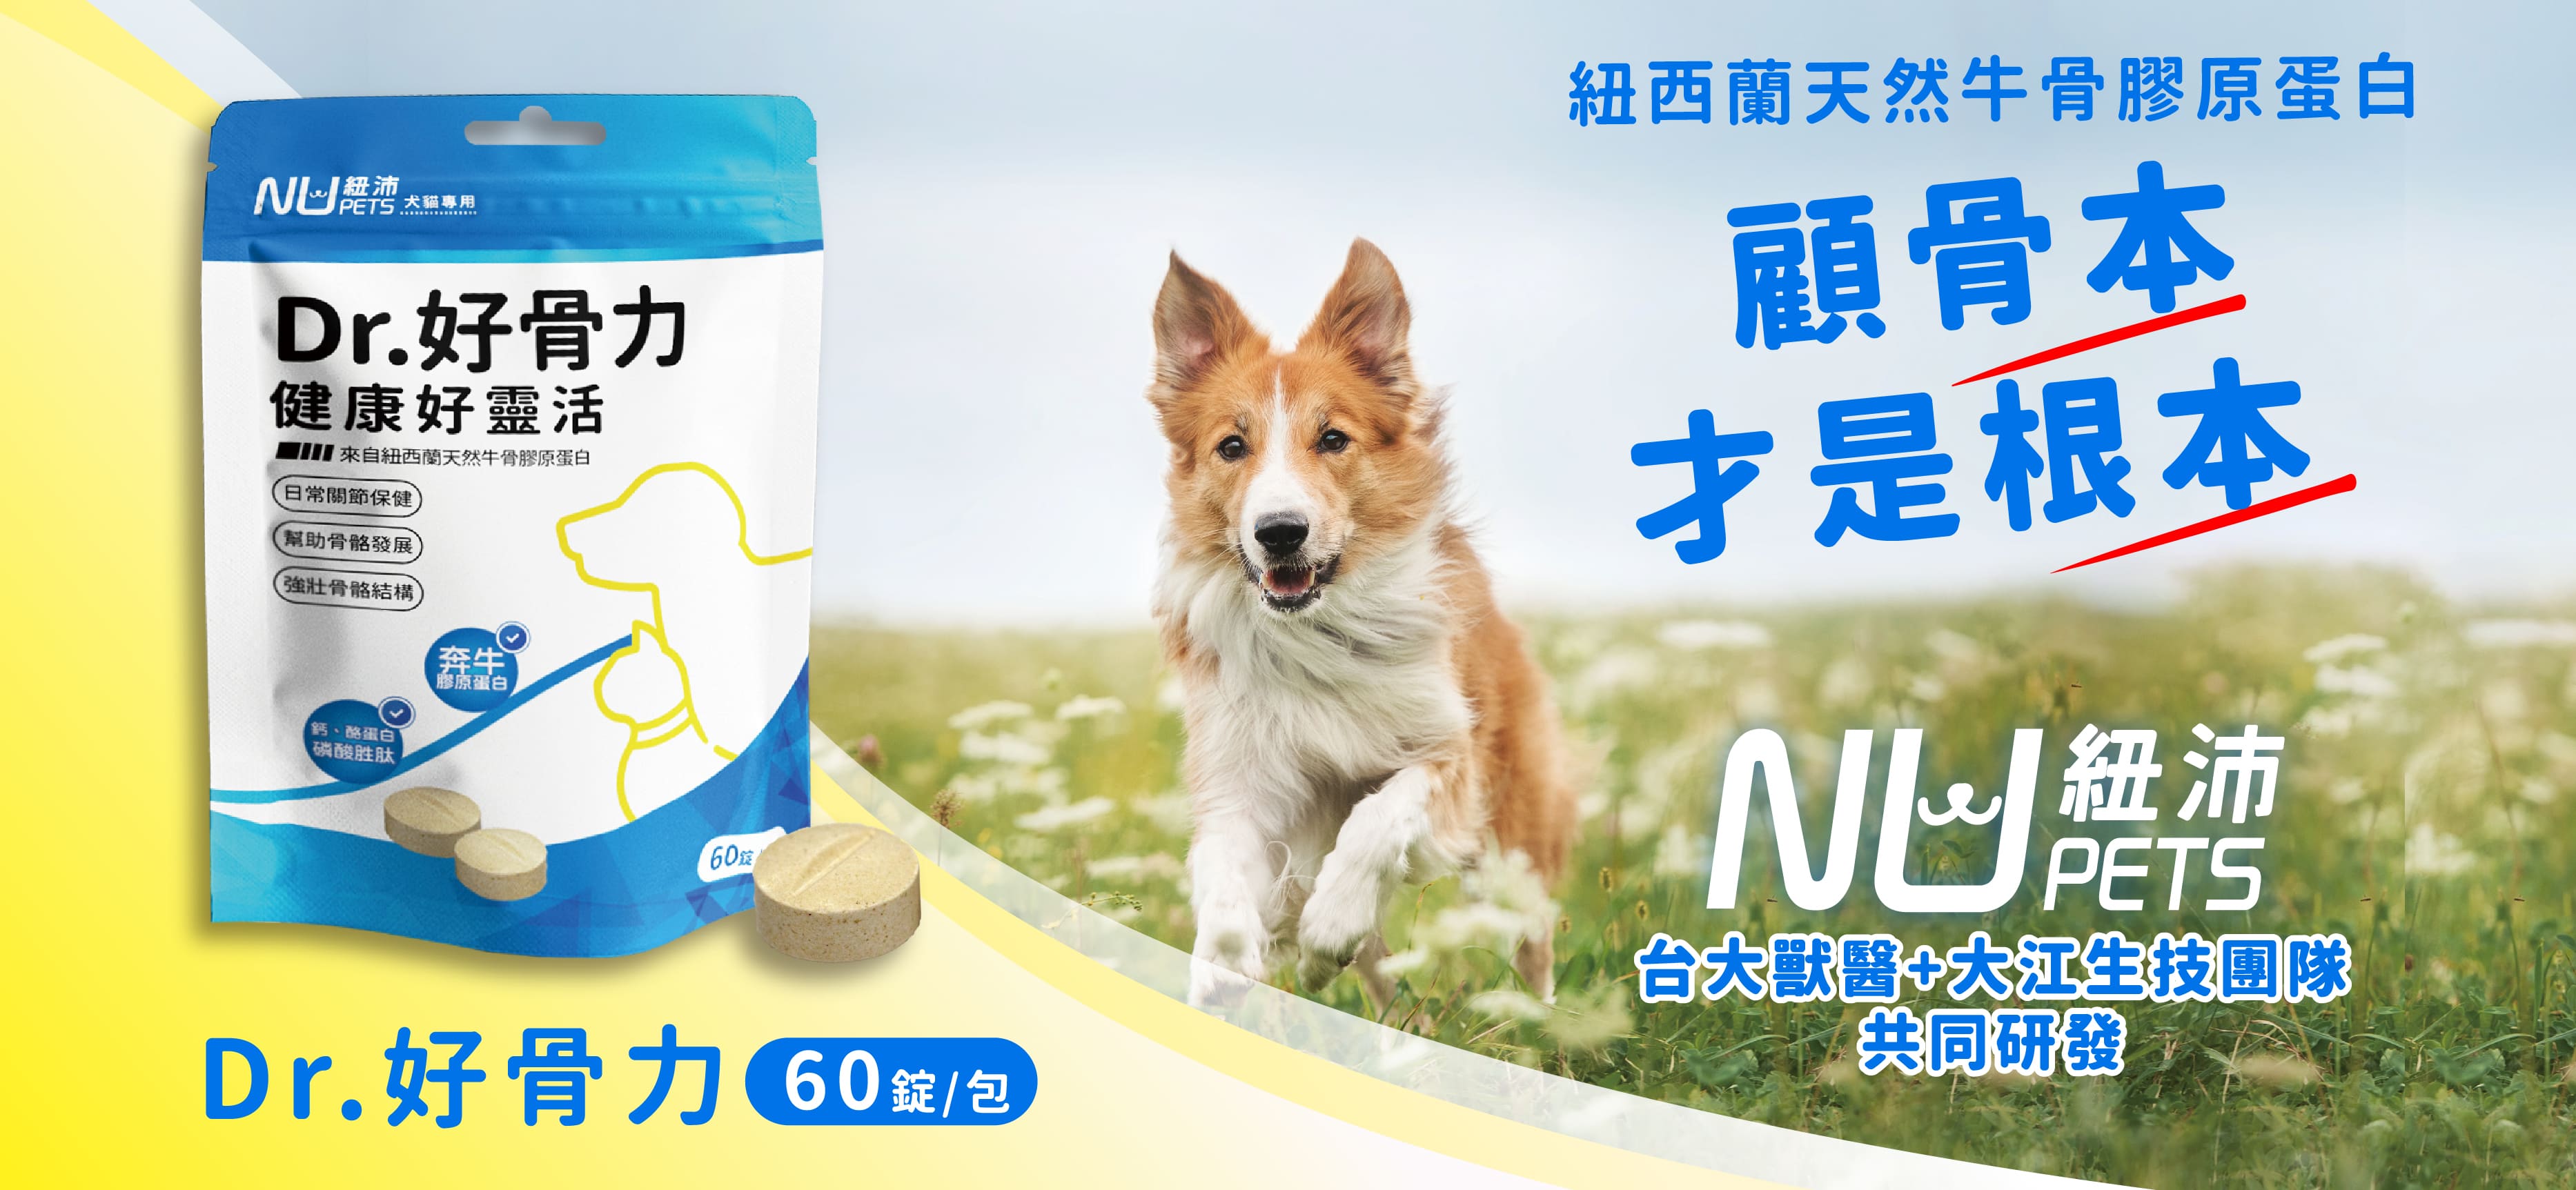 NU 紐沛
PETS 犬貓專用
Dr.好骨力
健康好靈活
來自紐西蘭天然牛骨膠原蛋白
日常關節保健
幫助骨骼發展
強壯骨骼結構
奔牛
膠原蛋白
鈣、酪蛋白
磷酸胜肽
60錠
Dr.好骨力 60錠/包
紐西蘭天然牛骨膠原蛋白
顧骨本
才是根本
NU 紐沛
PETS
台大獸醫+大江生技團隊
共同研發